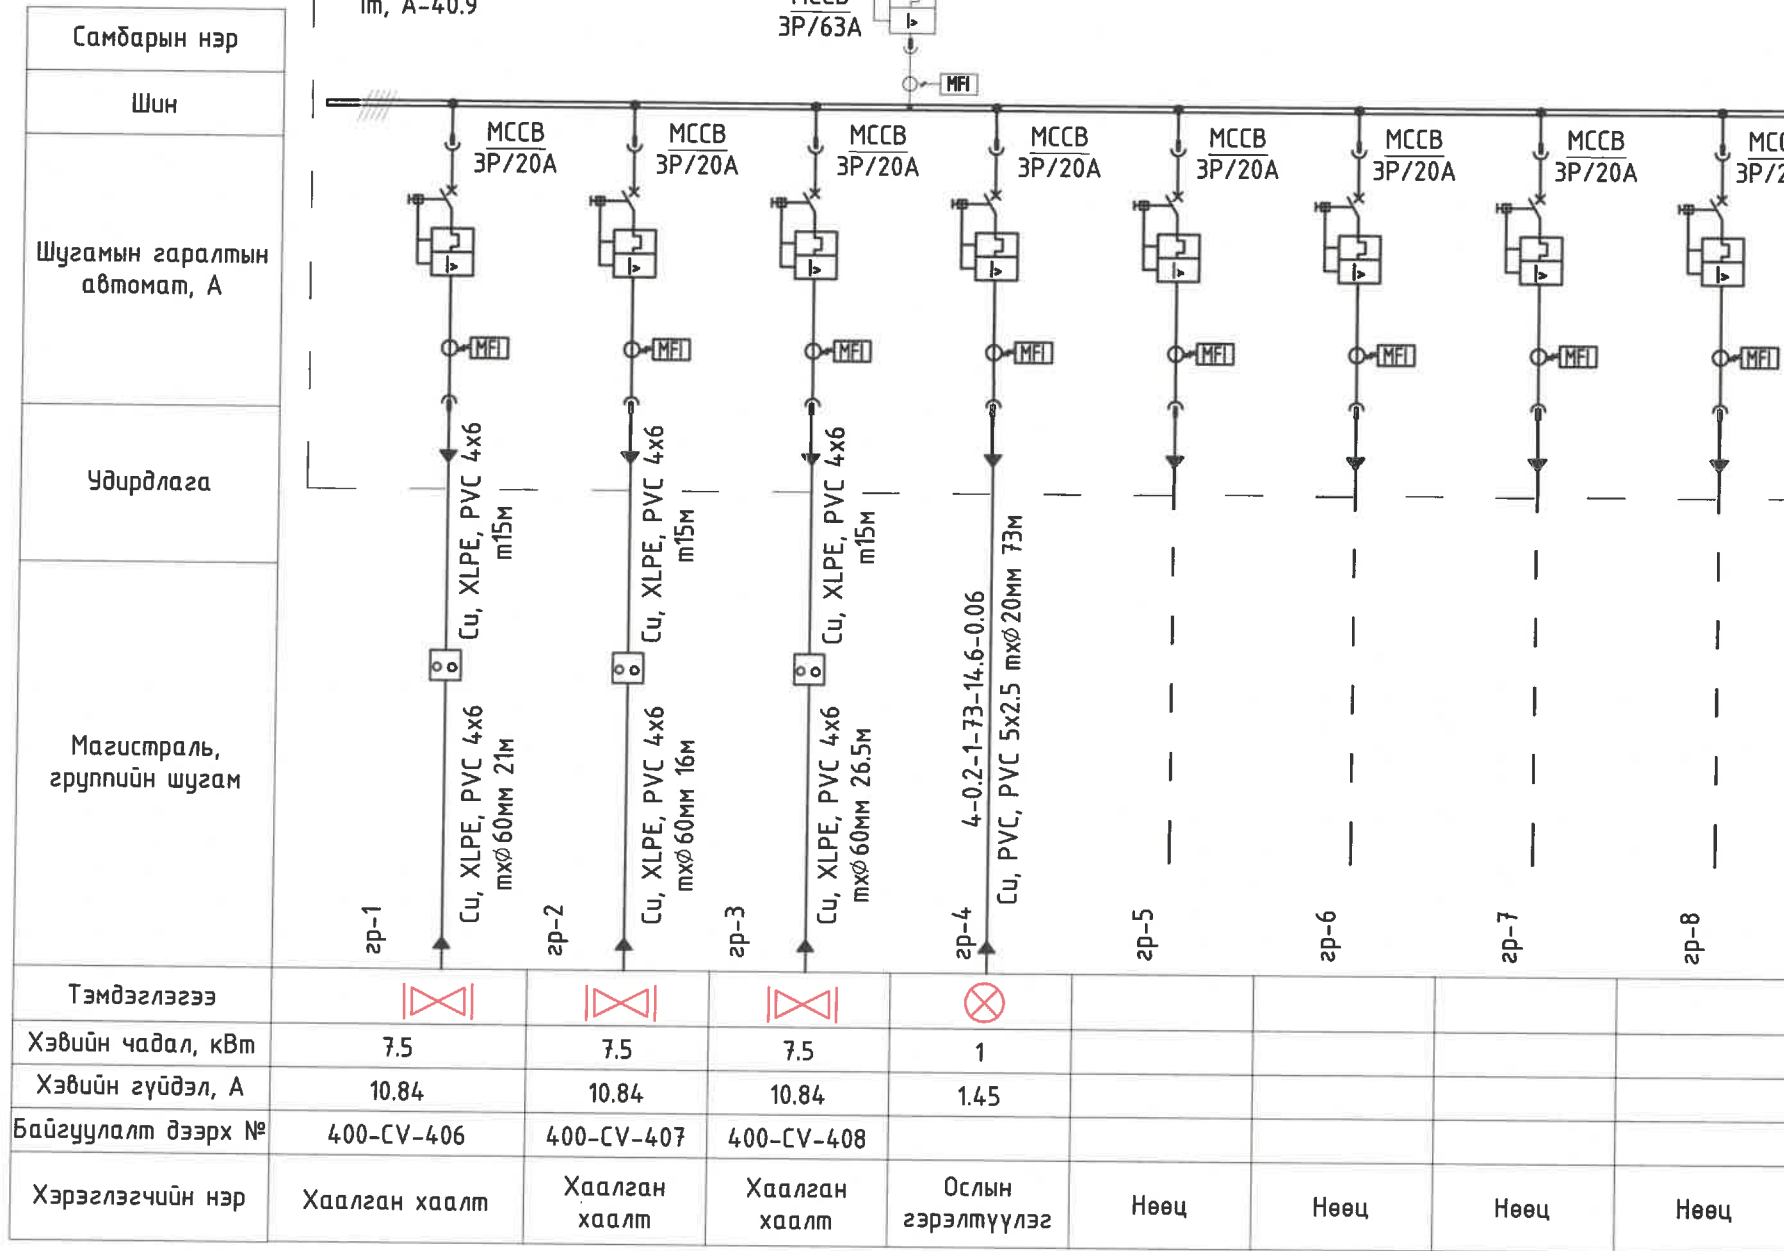 Im, A-40.9
MCCB
3P/63A
MFI
Самбарын нэр
Шин
Шугамын гаралтын
автомат, А
Удирдлага
Магистраль,
группийн шугам
MCCB
3P/20A
MCCB
3P/20A
MCCB
3P/20A
MCCB
3P/20A
MCCB
3P/20A
MCCB
3P/20A
MCCB
3P/20A
I>
I>
I>
I>
I>
I>
I>
I>
I>
MFI
MFI
MFI
MFI
MFI
MFI
MFI
MFI
Cu, XLPE, PVC 4x6
m15м
Cu, XLPE, PVC 4x6
m15м
Cu, XLPE, PVC 4x6
m15м
Cu, XLPE, PVC 4x6
mxØ60мм 21м
Cu, XLPE, PVC 4x6
mxØ60мм 16м
Cu, XLPE, PVC 4x6
mxØ60мм 26.5м
4-0.2-1-73-14.6-0.06
Cu, PVC, PVC 5x2.5 mxØ20мм 73м
гр-1
гр-2
гр-3
гр-4
гр-5
гр-6
гр-7
гр-8
Тэмдэглэгээ
Хэвийн чадал, кВт 7.5 7.5 7.5 1
Хэвийн гүйдэл, А 10.84 10.84 10.84 1.45
Байгуулалт дээрх № 400-CV-406 400-CV-407 400-CV-408
Хэрэглэгчийн нэр
Хаалган хаалт
Хаалган
хаалт
Хаалган
хаалт
Ослын
гэрэлтүүлэг
Нөөц
Нөөц
Нөөц
Нөөц